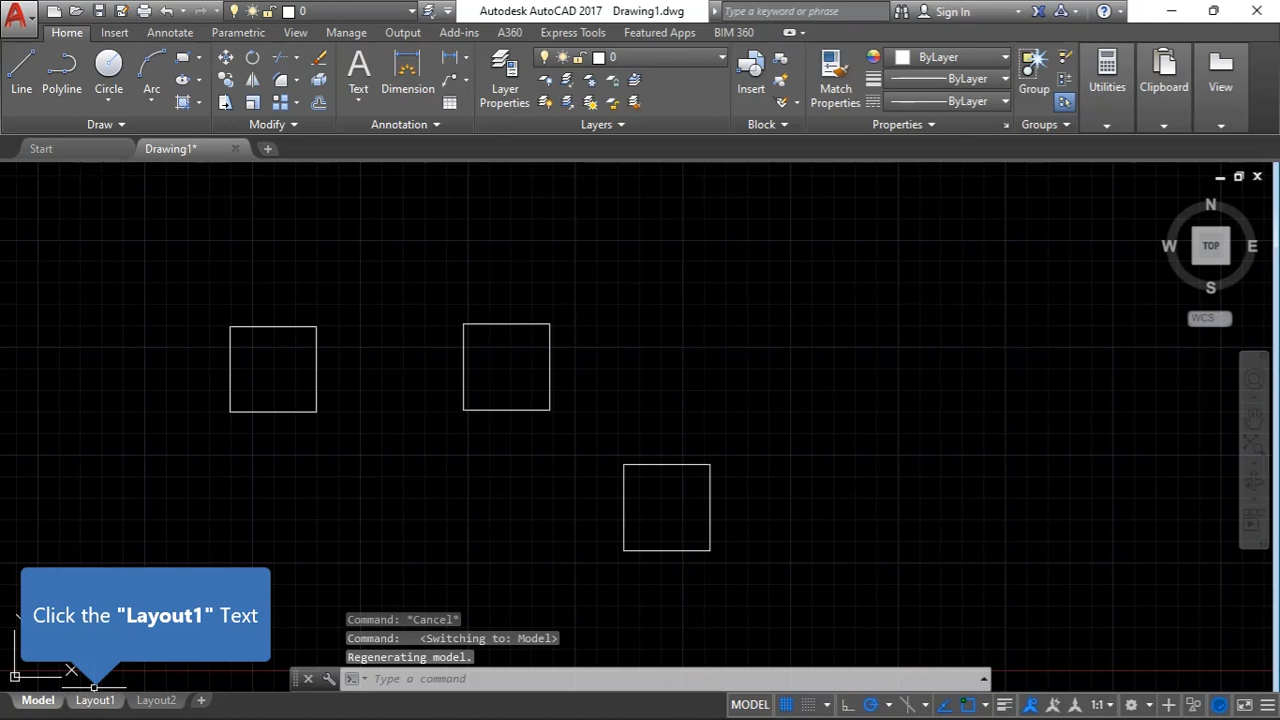 Autodesk AutoCAD 2017 Drawing1.dwg
Type a keyword or phrase
Sign In
0
Home Insert Annotate Parametric View Manage Output Add-ins A360 Express Tools Featured Apps BIM 360
Line Polyline Circle Arc
Text Dimension
Layer Properties
0
Insert
Match Properties
ByLayer
ByLayer
ByLayer
Group
Utilities
Clipboard
View
Draw Modify Annotation Layers Block Properties Groups
Start Drawing1*
N
W TOP E
S
WCS
Click the "Layout1" Text
Command: *Cancel*
Command: <Switching to: Model>
Regenerating model.
Type a command
Model Layout1 Layout2 +
MODEL 1:1